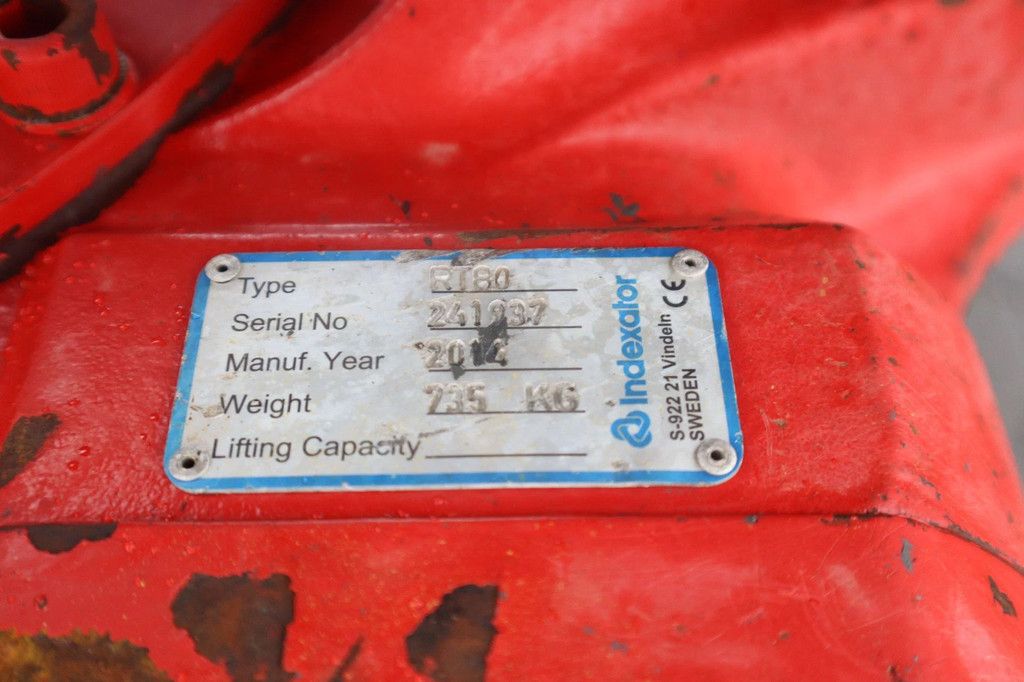 Type RT80
Serial No 241937
Manuf. Year 2014
Weight 735 KG
Lifting Capacity
Indexator
S-922 21 Vindeln CE
SWEDEN